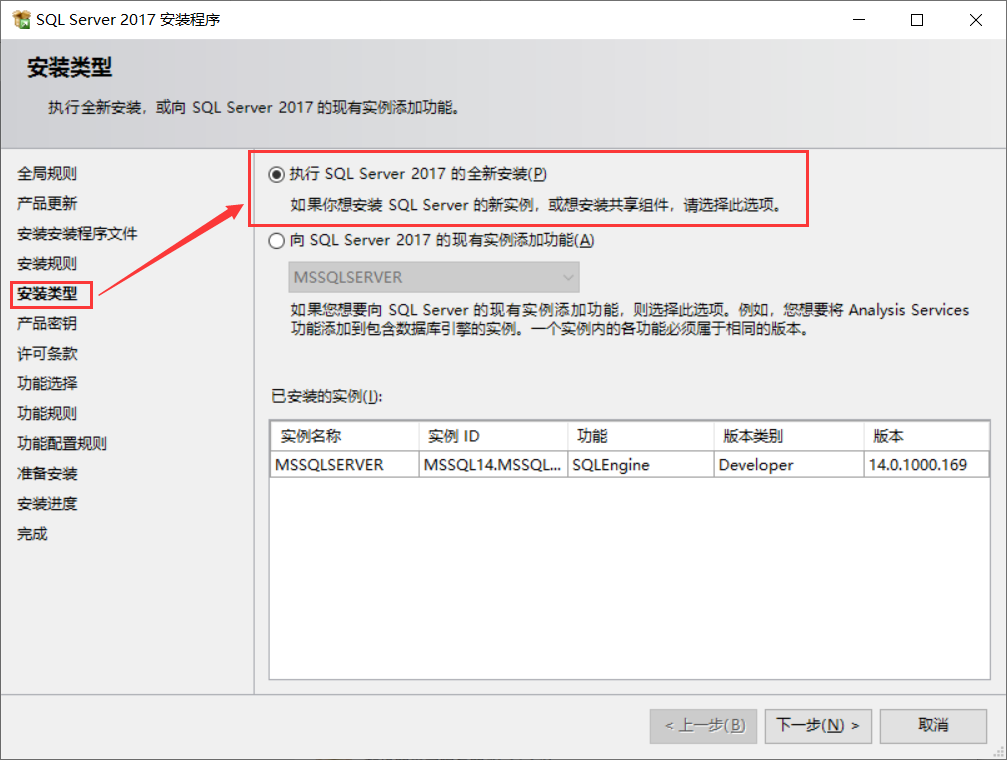 SQL Server 2017 安装程序
安装类型
执行全新安装，或向 SQL Server 2017 的现有实例添加功能。
全局规则
产品更新
安装安装程序文件
安装规则
安装类型
产品密钥
许可条款
功能选择
功能规则
功能配置规则
准备安装
安装进度
完成
执行 SQL Server 2017 的全新安装(P)
如果你想安装 SQL Server 的新实例，或想安装共享组件，请选择此选项。
向 SQL Server 2017 的现有实例添加功能(A)
MSSQLSERVER
如果您想要向 SQL Server 的现有实例添加功能，则选择此选项。例如，您想要将 Analysis Services
功能添加到包含数据库引擎的实例。一个实例内的各功能必须属于相同的版本。
已安装的实例(I):
实例名称 实例 ID 功能 版本类别 版本
MSSQLSERVER MSSQL14.MSSQL... SQLEngine Developer 14.0.1000.169
< 上一步(B) 下一步(N) > 取消